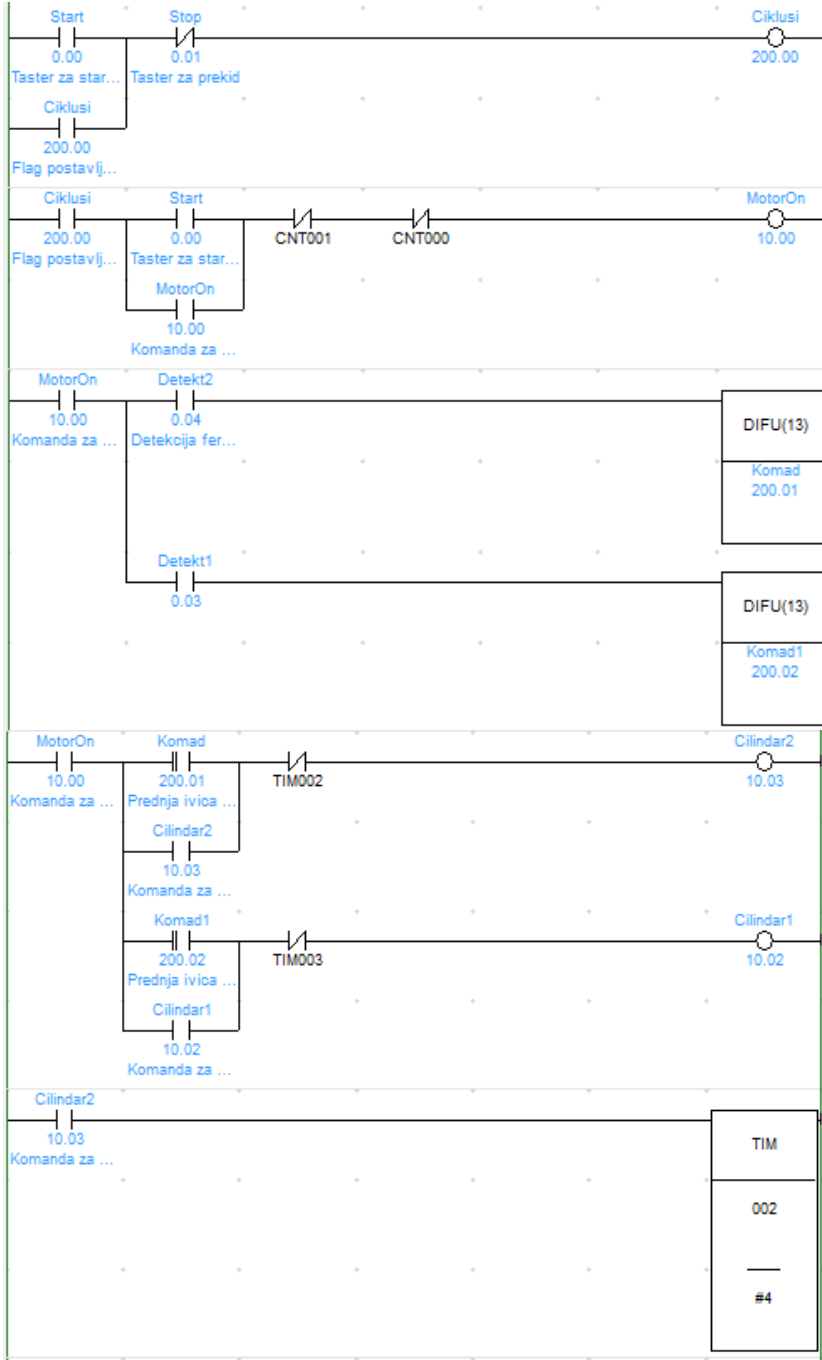 Start Stop Ciklusi
0.00 0.01 200.00
Taster za star... Taster za prekid
Ciklusi
200.00
Flag postavlj...
Ciklusi Start MotorOn
200.00 0.00 CNT001 CNT000 10.00
Flag postavlj... Taster za star...
MotorOn
10.00
Komanda za ...
MotorOn Detekt2
10.00 0.04 DIFU(13)
Komanda za ... Detekcija fer...
Komad
200.01
Detekt1
0.03 DIFU(13)
Komad1
200.02
MotorOn Komad Cilindar2
10.00 200.01 TIM002 10.03
Komanda za ... Prednja ivica ...
Cilindar2
10.03
Komanda za ...
Komad1 Cilindar1
200.02 TIM003 10.02
Prednja ivica ...
Cilindar1
10.02
Komanda za ...
Cilindar2
10.03 TIM
Komanda za ...
002
#4